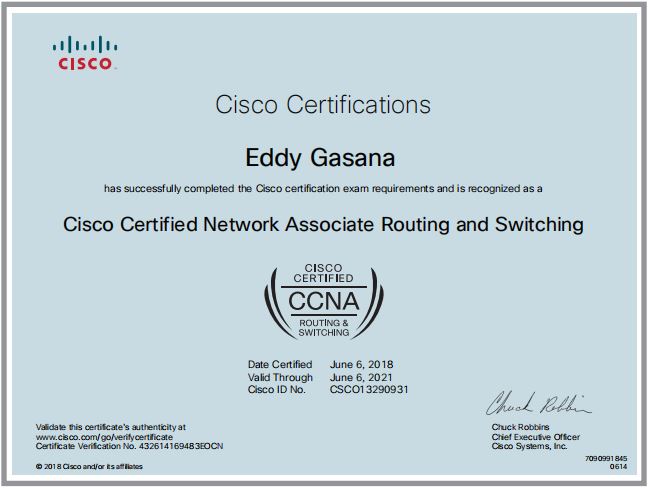 CISCO
Cisco Certifications
Eddy Gasana
has successfully completed the Cisco certification exam requirements and is recognized as a
Cisco Certified Network Associate Routing and Switching
CISCO
CERTIFIED
CCNA
ROUTING &
SWITCHING
Date Certified June 6, 2018
Valid Through June 6, 2021
Cisco ID No. CSCO13290931
Chuck Robbins
Validate this certificate's authenticity at
www.cisco.com/go/verifycertificate
Certificate Verification No. 432614169483EOCN
Chuck Robbins
Chief Executive Officer
Cisco Systems, Inc.
© 2018 Cisco and/or its affiliates
7090991845
0614